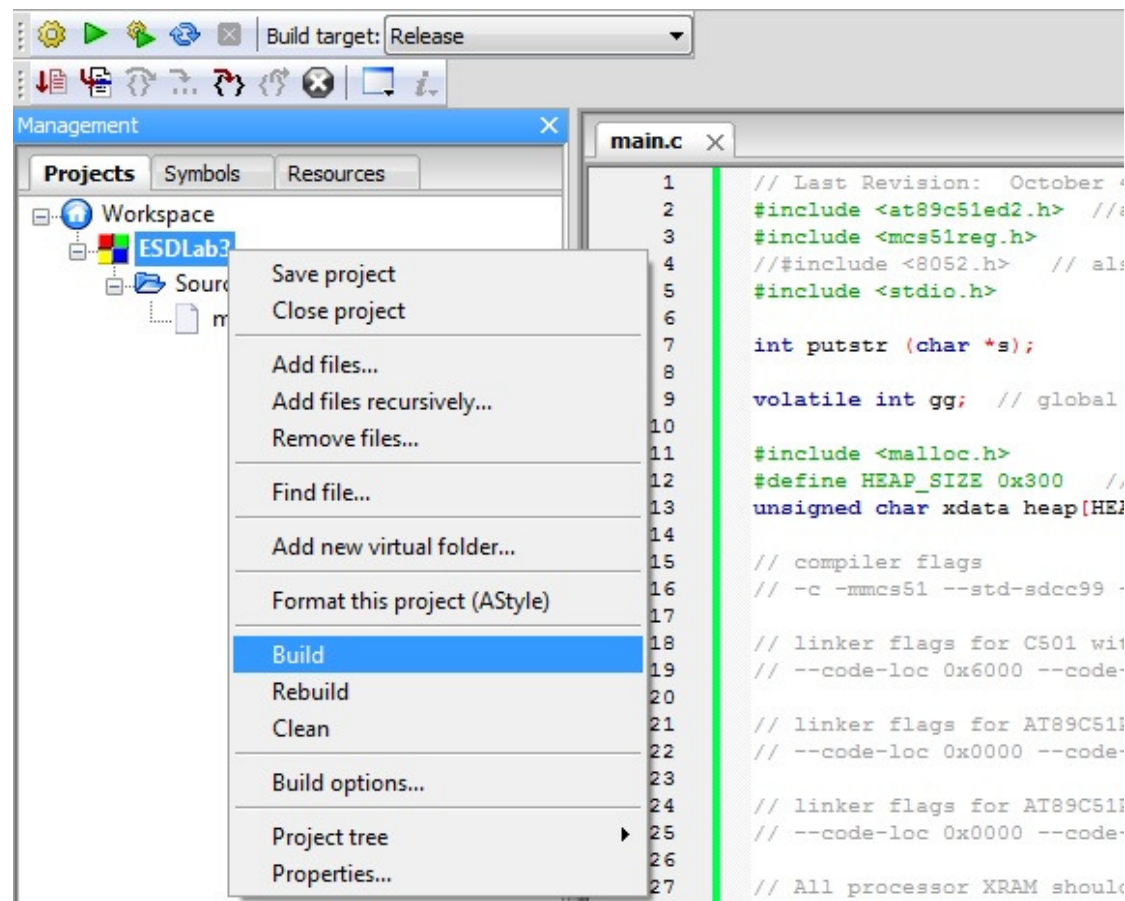 Build target: Release
Management
Projects Symbols Resources
Workspace
ESDLab3
Save project
Close project
Add files...
Add files recursively...
Remove files...
Find file...
Add new virtual folder...
Format this project (AStyle)
Build
Rebuild
Clean
Build options...
Project tree
Properties...
main.c
1 // Last Revision: October
2 #include <at89c51ed2.h> //
3 #include <mcs51reg.h>
4 //#include <8052.h> // als
5 #include <stdio.h>
6
7 int putstr (char *s);
8
9 volatile int gg; // global
10
11 #include <malloc.h>
12 #define HEAP_SIZE 0x300 //
13 unsigned char xdata heap[HEA
14
15 // compiler flags
16 // -c -mmcs51 --std-sdcc99 -
17
18 // linker flags for C501 wit
19 // --code-loc 0x6000 --code-
20
21 // linker flags for AT89C51
22 // --code-loc 0x0000 --code-
23
24 // linker flags for AT89C51
25 // --code-loc 0x0000 --code-
26
27 // All processor XRAM should